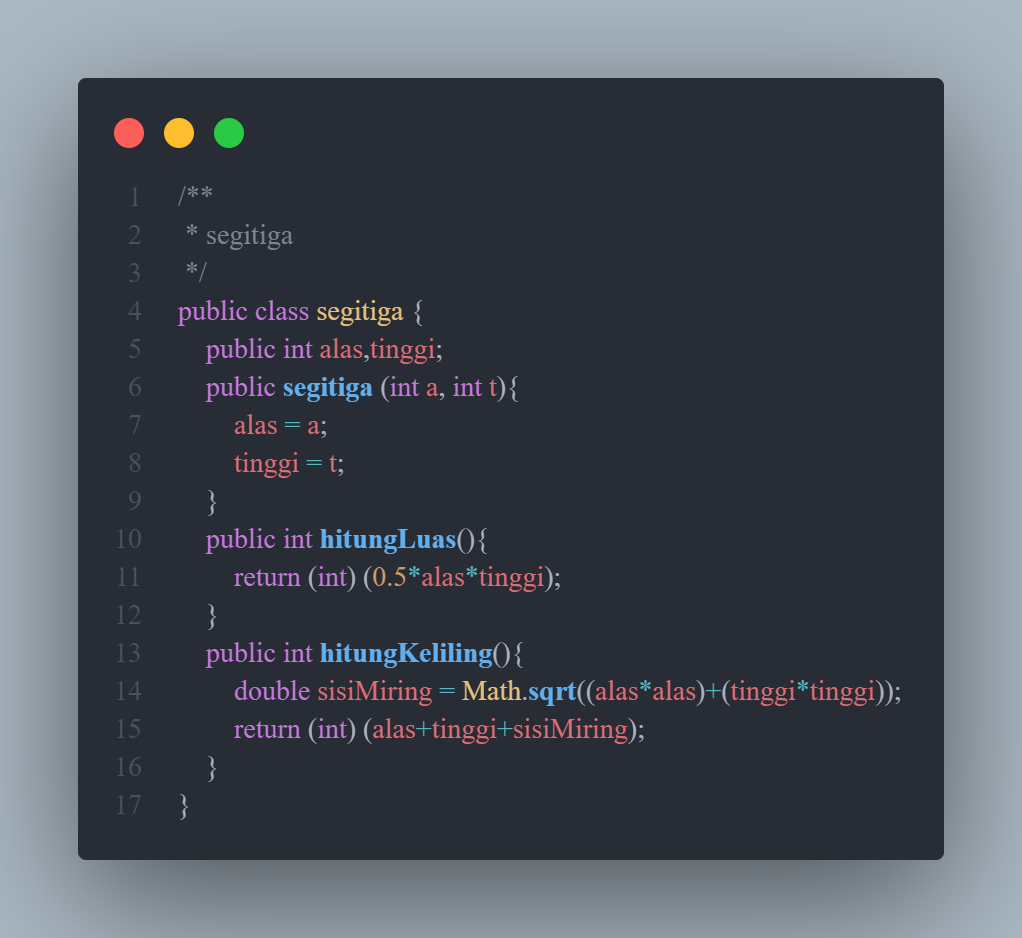 1 /**
2  * segitiga
3  */
4 public class segitiga {
5     public int alas,tinggi;
6     public segitiga (int a, int t){
7         alas = a;
8         tinggi = t;
9     }
10     public int hitungLuas(){
11         return (int) (0.5*alas*tinggi);
12     }
13     public int hitungKeliling(){
14         double sisiMiring = Math.sqrt((alas*alas)+(tinggi*tinggi));
15         return (int) (alas+tinggi+sisiMiring);
16     }
17 }